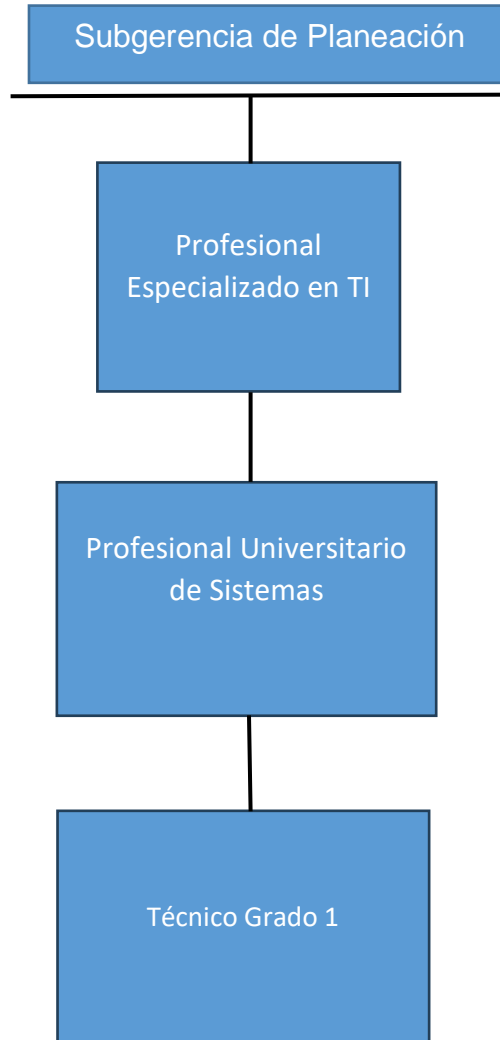 Subgerencia de Planeación
Profesional
Especializado en TI
Profesional Universitario
de Sistemas
Técnico Grado 1